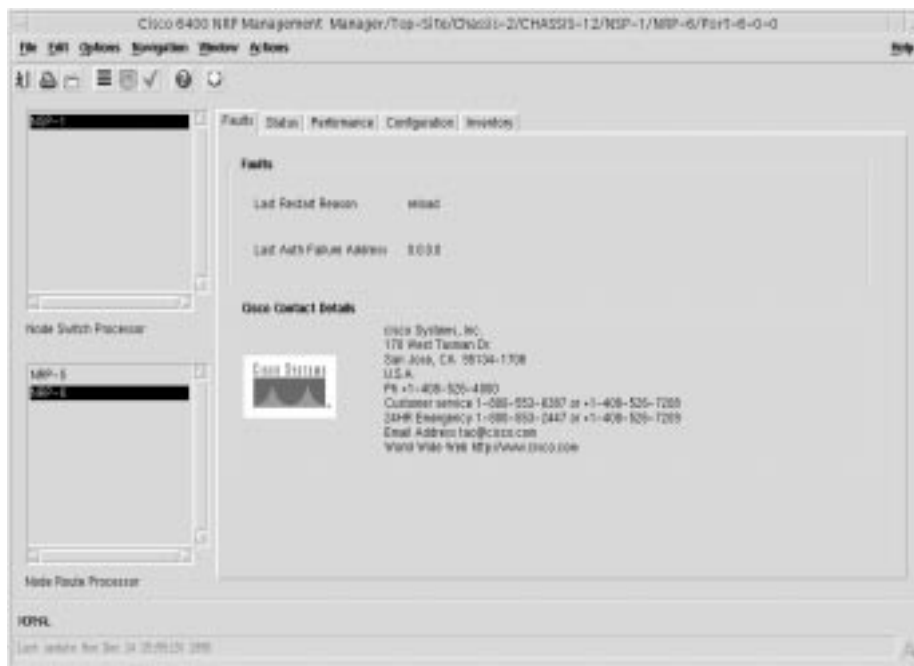 Cisco 6400 NRP Management Manager/Top-Site/Chassis-2/CHASSIS-12/NSP-1/NRP-6/Port-6-0-0
File Edit Options Navigation Window Actions Help
NSP-1
Faults Status Performance Configuration Inventory
Faults
Last Restart Reason reload
Last Auth Failure Address 0.0.0.0
Node Switch Processor
Cisco Contact Details
cisco Systems, Inc.
170 West Tasman Dr.
San Jose, CA 95134-1706
U.S.A.
Ph +1-408-526-4000
Customer service 1-800-553-6387 or +1-408-526-7208
24HR Emergency 1-800-553-2447 or +1-408-526-7209
Email Address tac@cisco.com
World Wide Web http://www.cisco.com
CISCO SYSTEMS
NRP-5
NRP-6
Node Route Processor
NORMAL
Last update